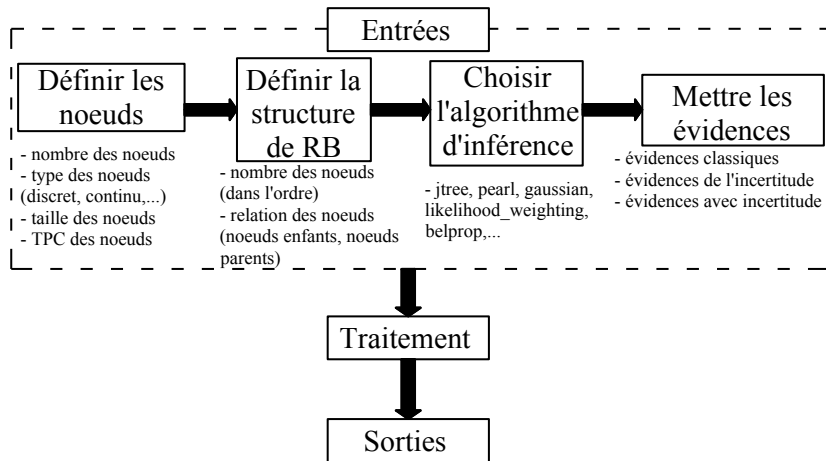 Entrées
Définir les
noeuds
- nombre des noeuds
- type des noeuds
(discret, continu,...)
- taille des noeuds
- TPC des noeuds
Définir la
structure
de RB
- nombre des noeuds
(dans l'ordre)
- relation des noeuds
(noeuds enfants, noeuds
parents)
Choisir
l'algorithme
d'inférence
- jtree, pearl, gaussian,
likelihood_weighting,
belprop,...
Mettre les
évidences
- évidences classiques
- évidences de l'incertitude
- évidences avec incertitude
Traitement
Sorties